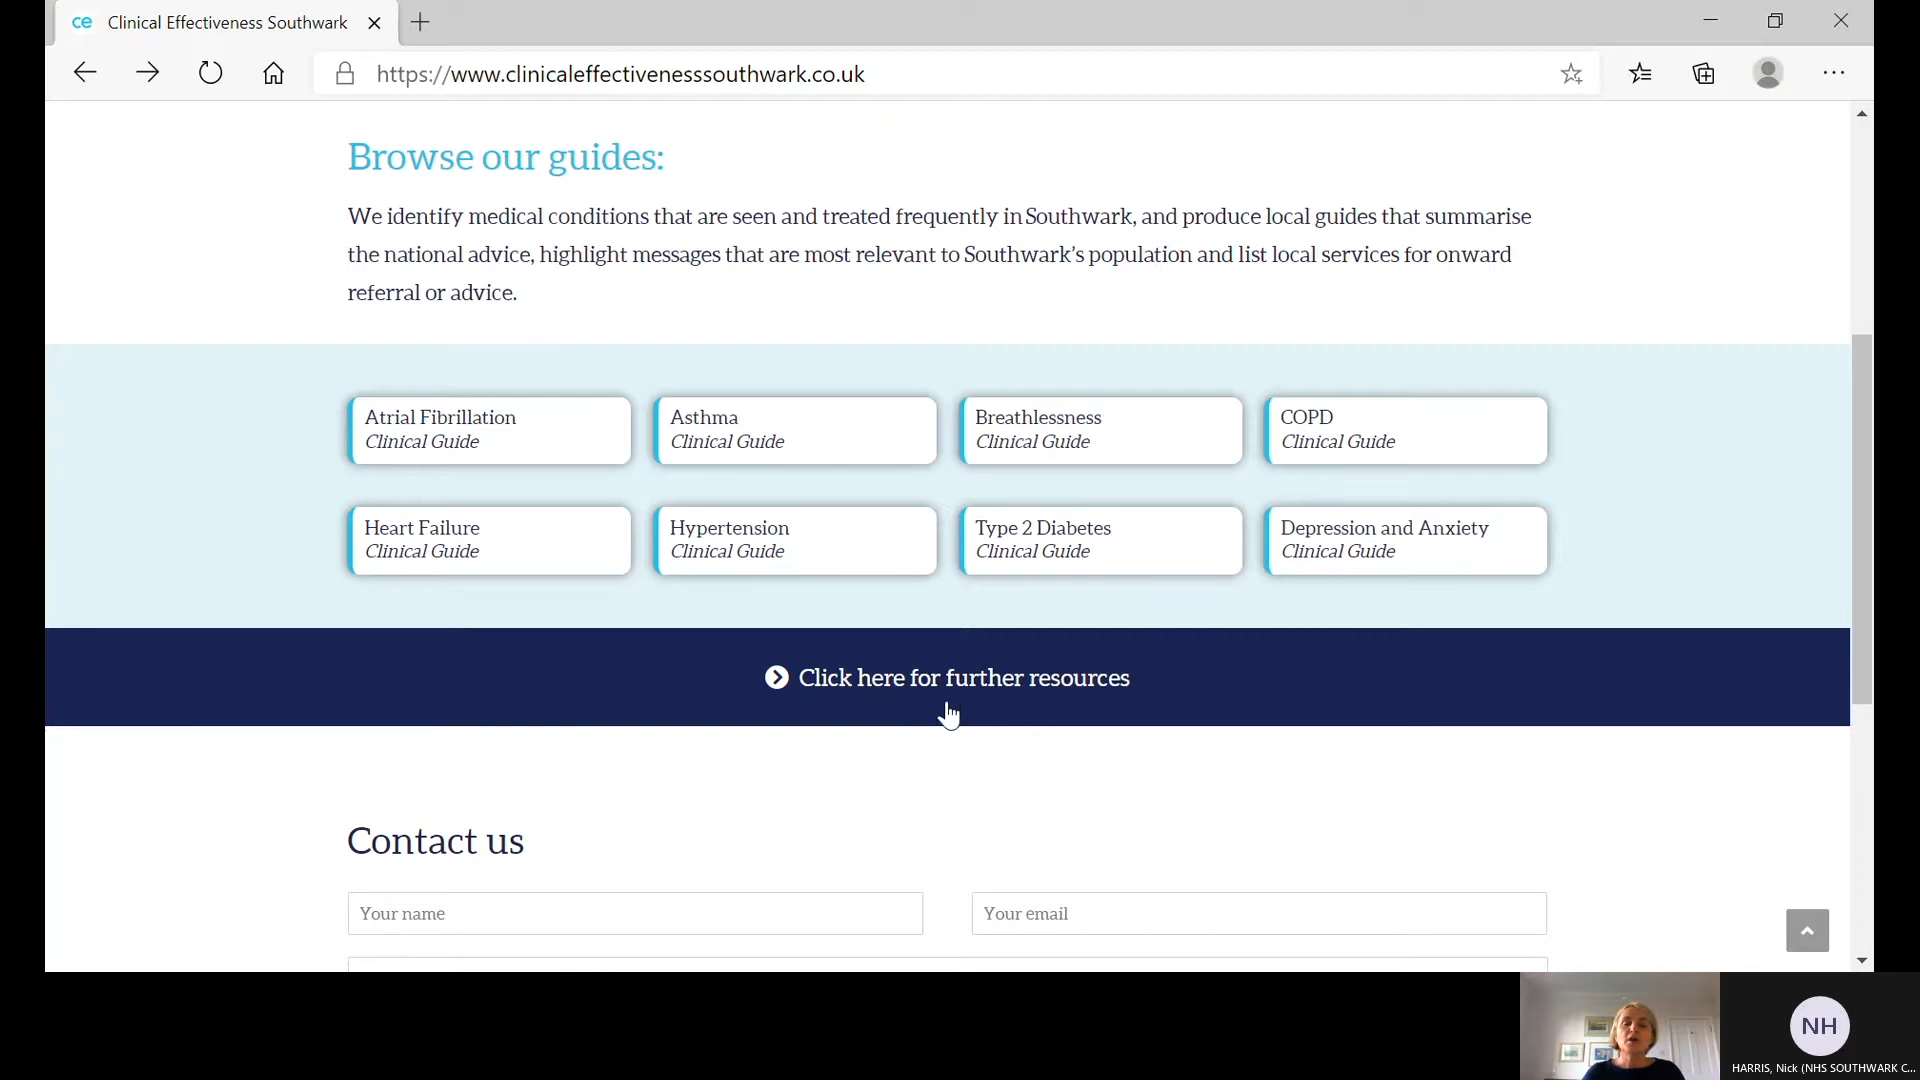 ce Clinical Effectiveness Southwark
https://www.clinicaleffectivenesssouthwark.co.uk
Browse our guides:
We identify medical conditions that are seen and treated frequently in Southwark, and produce local guides that summarise
the national advice, highlight messages that are most relevant to Southwark's population and list local services for onward
referral or advice.
Atrial Fibrillation
Clinical Guide
Asthma
Clinical Guide
Breathlessness
Clinical Guide
COPD
Clinical Guide
Heart Failure
Clinical Guide
Hypertension
Clinical Guide
Type 2 Diabetes
Clinical Guide
Depression and Anxiety
Clinical Guide
Click here for further resources
Contact us
Your name
Your email
NH
HARRIS, Nick (NHS SOUTHWARK C...